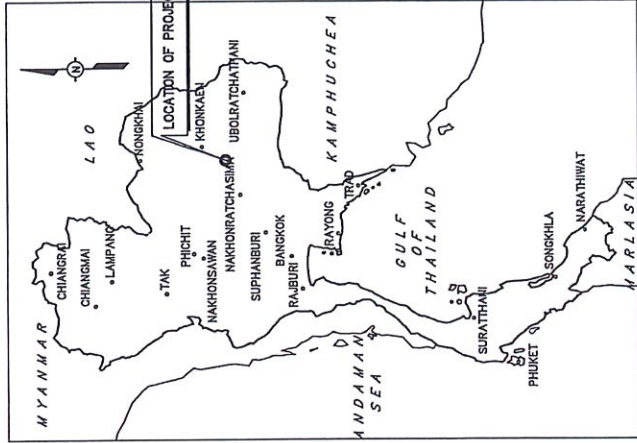 MYANMAR
CHIANGRAI
CHIANGMAI
LAMPANG
LAO
NONGKHAI
N
LOCATION OF PROJE
TAK
PHICHIT
KHONKAEN
NAKHONSAWAN
NAKHONRATCHASIMA
UBOLRATCHATHANI
SUPHANBURI
BANGKOK
RAJBURI
RAYONG
TRAD
KAMPHUCHEA
GULF
OF
THAILAND
ANDAMAN
SEA
SURATTHANI
PHUKET
SONGKHLA
NARATHIWAT
MARLASIA